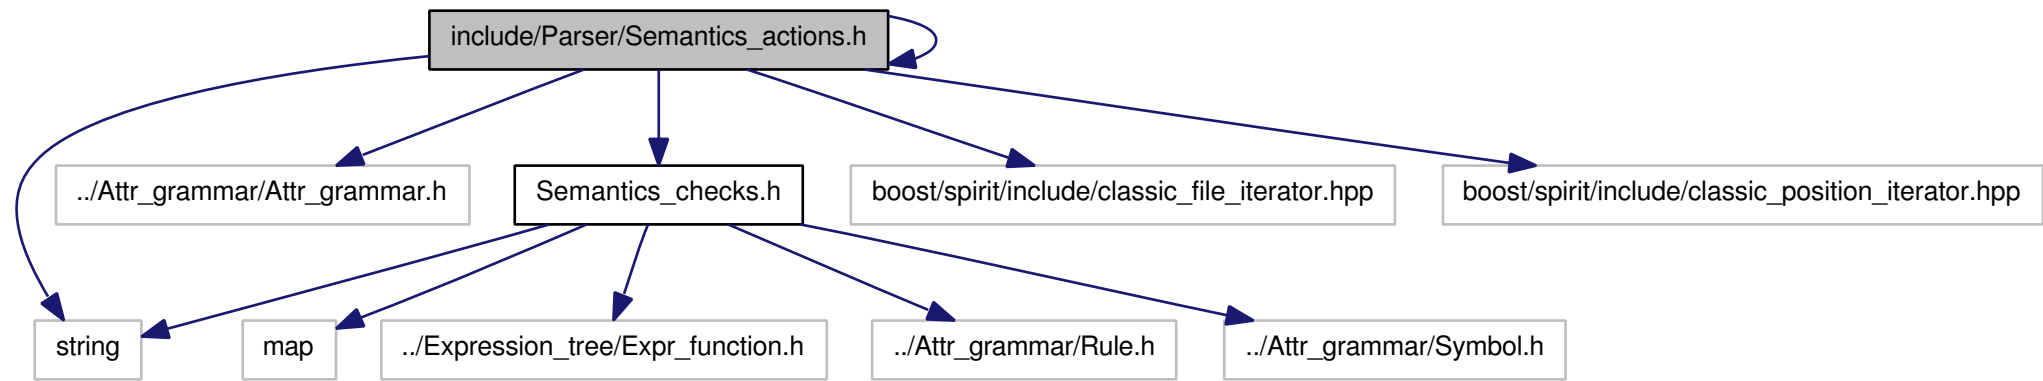 include/Parser/Semantics_actions.h
../Attr_grammar/Attr_grammar.h
Semantics_checks.h
boost/spirit/include/classic_file_iterator.hpp
boost/spirit/include/classic_position_iterator.hpp
string
map
../Expression_tree/Expr_function.h
../Attr_grammar/Rule.h
../Attr_grammar/Symbol.h